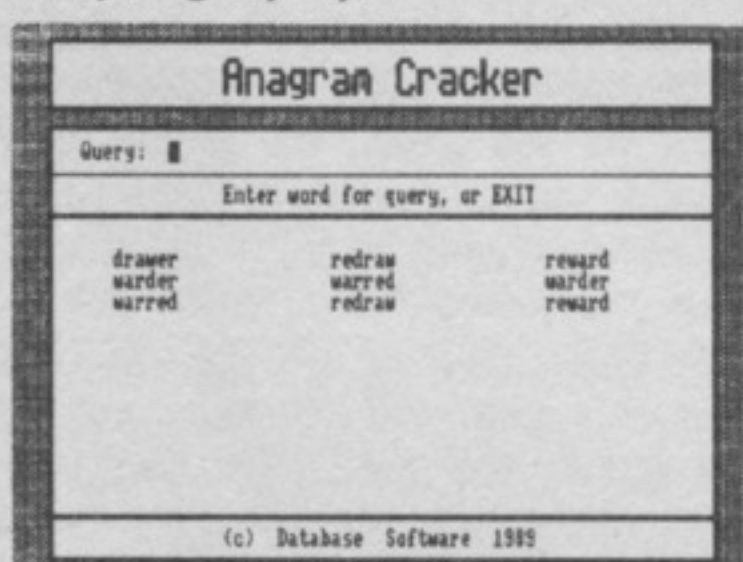 Anagram Cracker
Query:
Enter word for query, or EXIT
drawer redraw reward
warder warred warder
warred redraw reward
(c) Database Software 1989